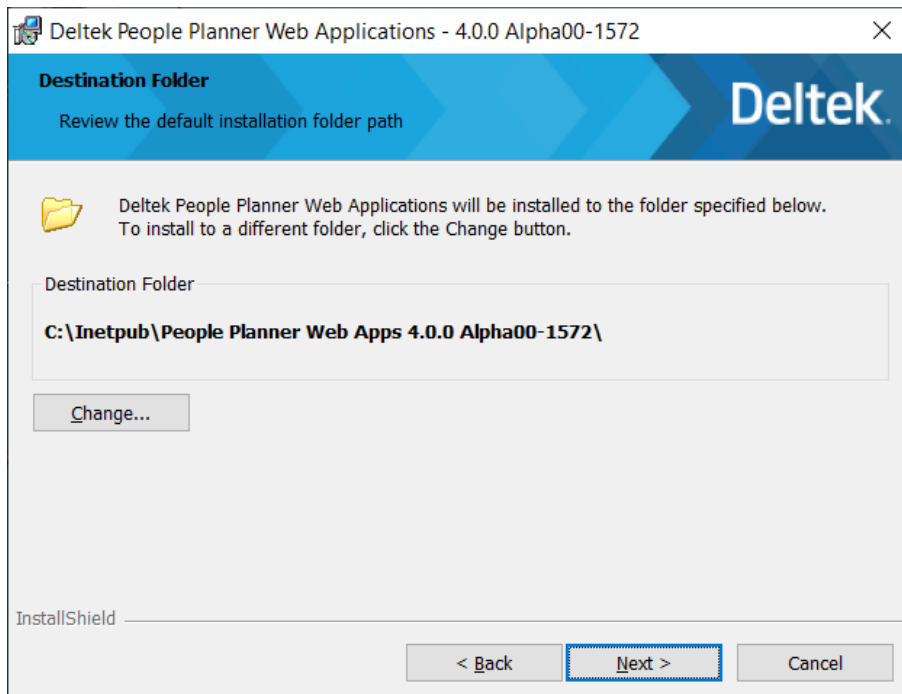 Deltek People Planner Web Applications - 4.0.0 Alpha00-1572
Destination Folder
Review the default installation folder path
Deltek.
Deltek People Planner Web Applications will be installed to the folder specified below.
To install to a different folder, click the Change button.
Destination Folder
C:\Inetpub\People Planner Web Apps 4.0.0 Alpha00-1572\
Change...
InstallShield
< Back
Next >
Cancel